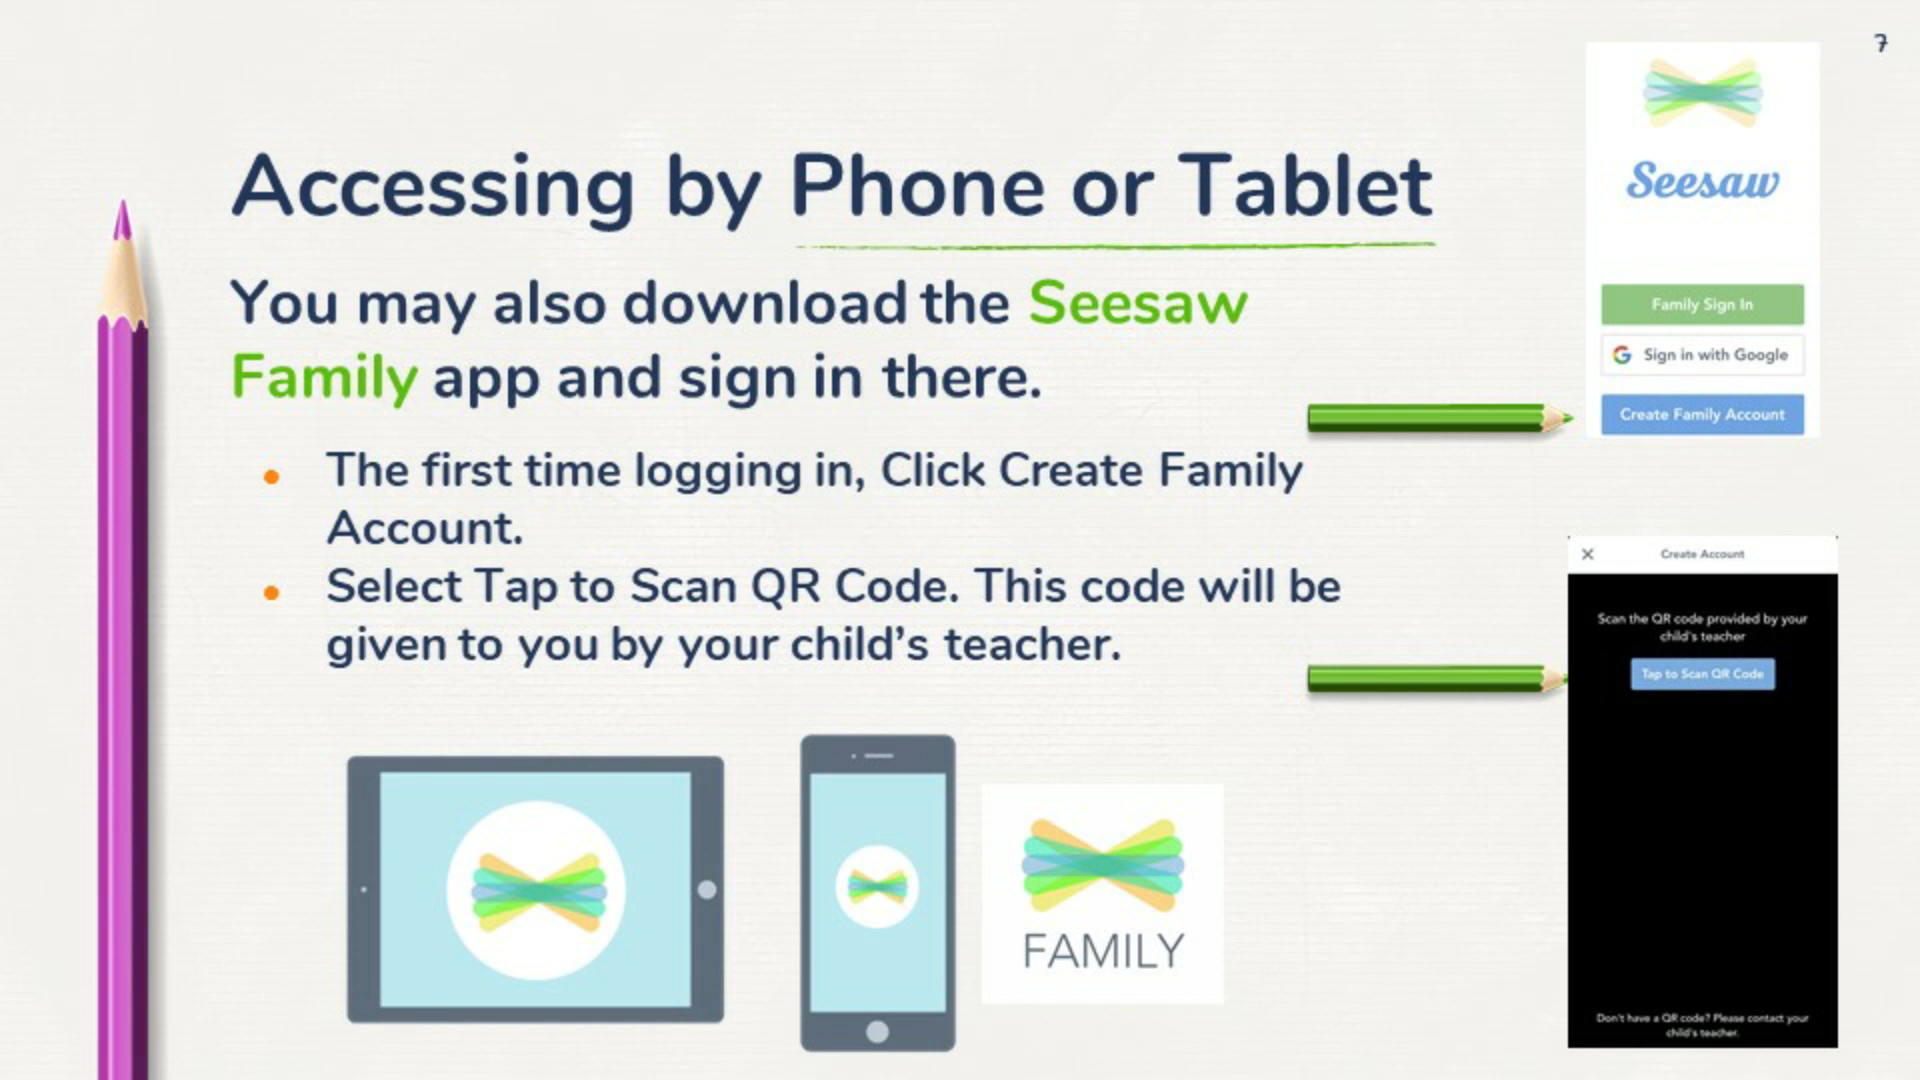 7
Accessing by Phone or Tablet
You may also download the Seesaw
Family app and sign in there.
The first time logging in, Click Create Family
Account.
Select Tap to Scan QR Code. This code will be
given to you by your child's teacher.
Seesaw
Family Sign In
Sign in with Google
Create Family Account
Create Account
Scan the QR code provided by your
child's teacher
Tap to Scan QR Code
Don't have a QR code? Please contact your
child's teacher.
FAMILY